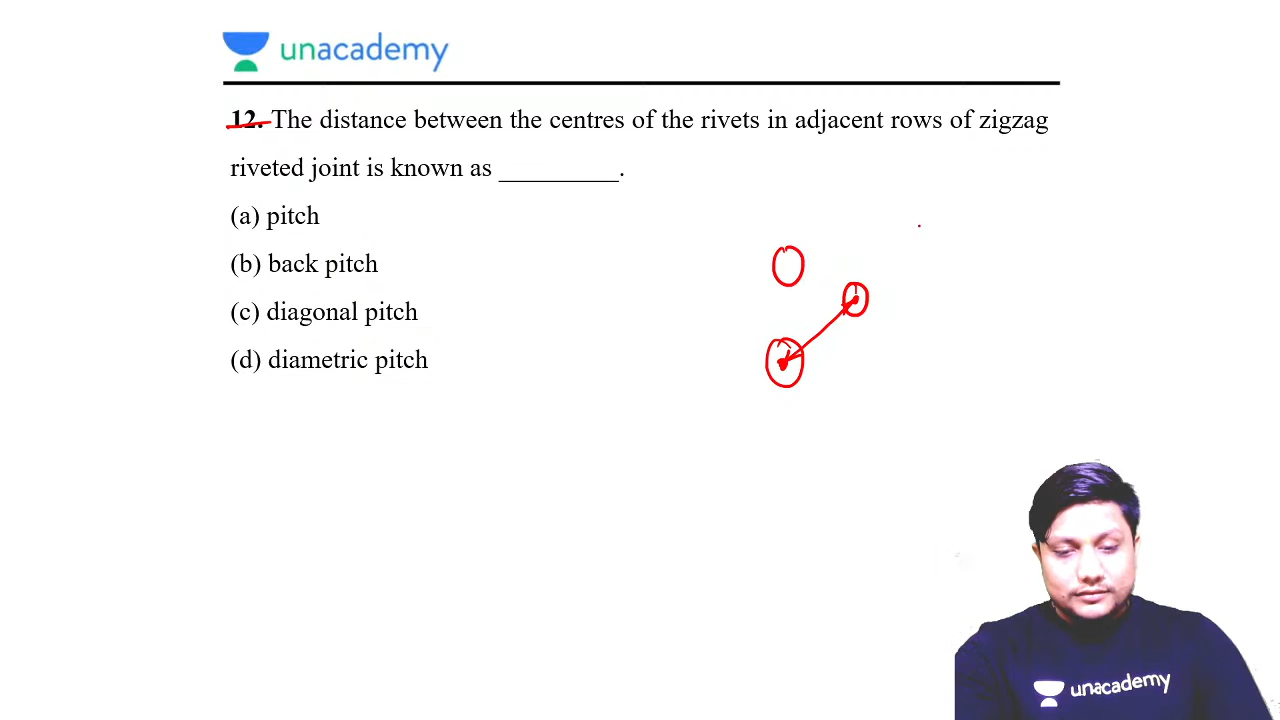 unacademy
12. The distance between the centres of the rivets in adjacent rows of zigzag
riveted joint is known as _________.
(a) pitch
(b) back pitch
(c) diagonal pitch
(d) diametric pitch
unacademy